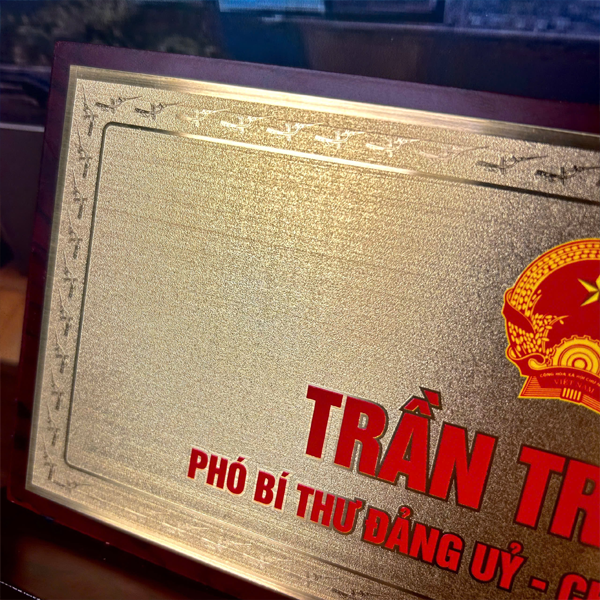 TRẦN TR
PHÓ BÍ THƯ ĐẢNG UỶ - C